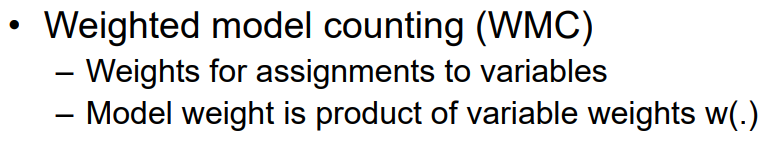 • Weighted model counting (WMC)
– Weights for assignments to variables
– Model weight is product of variable weights w(.)